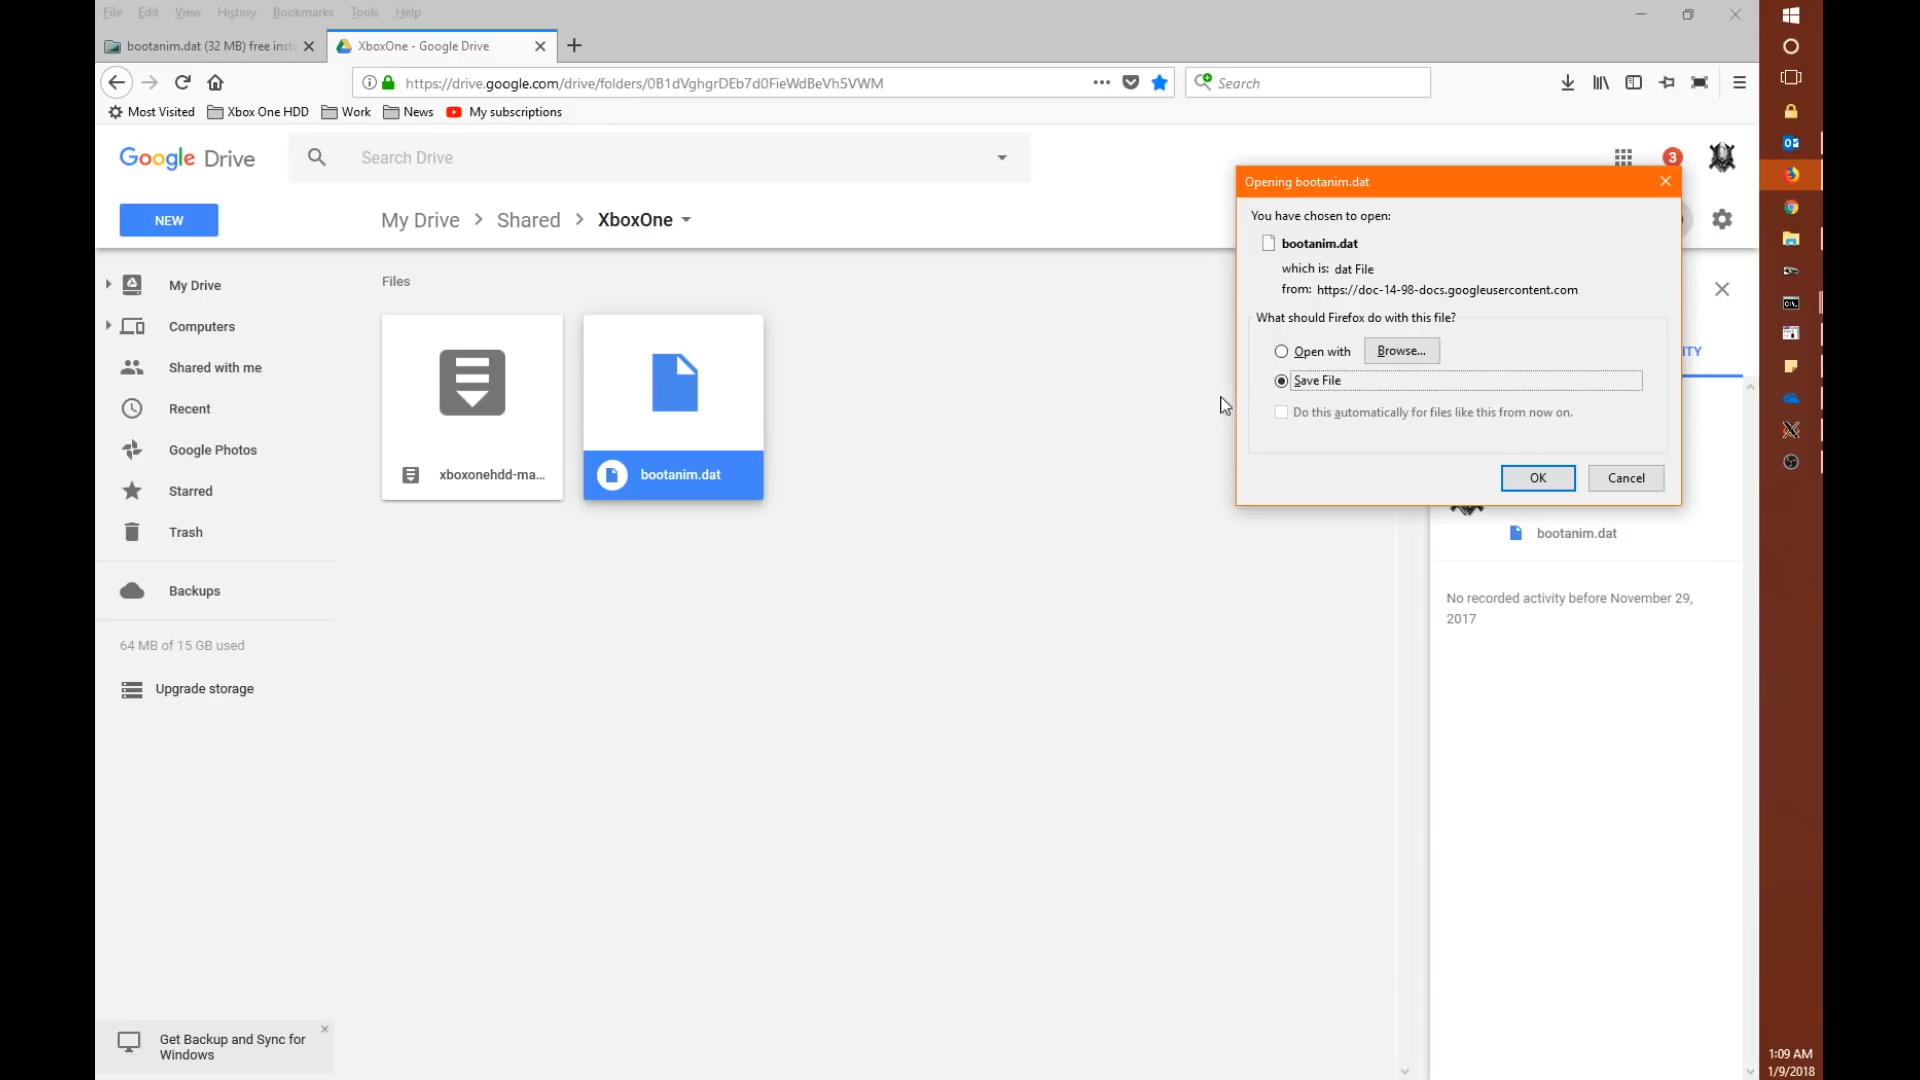 File Edit View History Bookmarks Tools Help
bootanim.dat (32 MB) free inst
XboxOne - Google Drive
https://drive.google.com/drive/folders/0B1dVghgrDEb7d0FieWdBeVh5VWM
Search
Most Visited Xbox One HDD Work News My subscriptions
Google Drive
Search Drive
3
NEW
My Drive > Shared > XboxOne
Files
My Drive
Computers
Shared with me
Recent
Google Photos
Starred
Trash
Backups
64 MB of 15 GB used
Upgrade storage
Get Backup and Sync for
Windows
xboxonehdd-ma...
bootanim.dat
Opening bootanim.dat
You have chosen to open:
bootanim.dat
which is: dat File
from: https://doc-14-98-docs.googleusercontent.com
What should Firefox do with this file?
Open with Browse...
Save File
Do this automatically for files like this from now on.
OK Cancel
ITY
bootanim.dat
No recorded activity before November 29,
2017
1:09 AM
1/9/2018